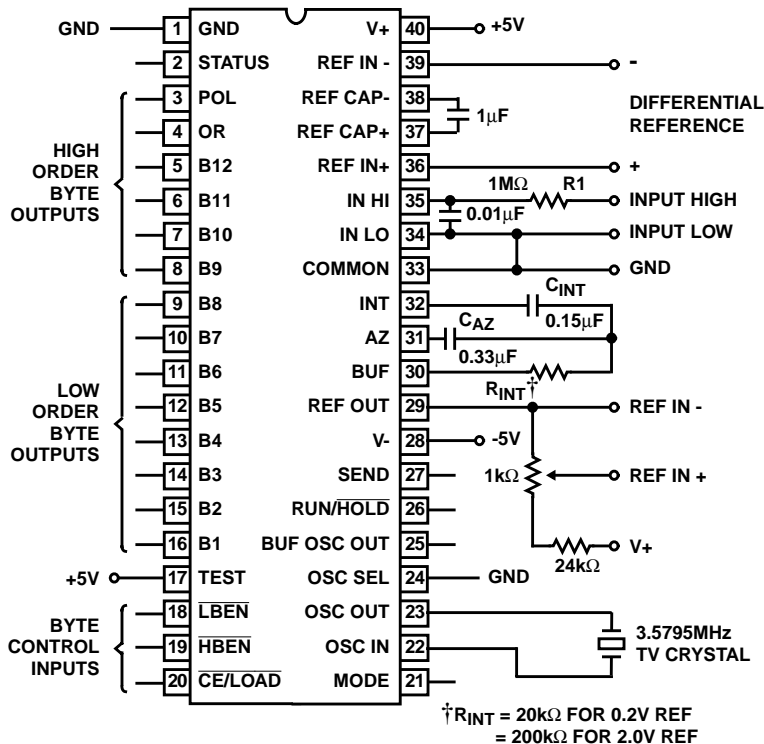 GND 1 GND V+ 40 +5V
2 STATUS REF IN - 39 -
3 POL REF CAP- 38
1µF
DIFFERENTIAL
REFERENCE
4 OR REF CAP+ 37
HIGH
ORDER
BYTE
OUTPUTS
5 B12 REF IN+ 36 +
1MΩ R1
6 B11 IN HI 35 INPUT HIGH
0.01µF
7 B10 IN LO 34 INPUT LOW
8 B9 COMMON 33 GND
9 B8 INT 32
CINT
0.15µF
10 B7 AZ 31
CAZ
0.33µF
11 B6 BUF 30
RINT†
LOW
ORDER
BYTE
OUTPUTS
12 B5 REF OUT 29 REF IN -
13 B4 V- 28 -5V
14 B3 SEND 27
1kΩ REF IN +
15 B2 RUN/HOLD 26
16 B1 BUF OSC OUT 25
V+
24kΩ
+5V 17 TEST OSC SEL 24 GND
BYTE
CONTROL
INPUTS
18 LBEN OSC OUT 23
19 HBEN OSC IN 22
3.5795MHz
TV CRYSTAL
20 CE/LOAD MODE 21
†RINT = 20kΩ FOR 0.2V REF
= 200kΩ FOR 2.0V REF